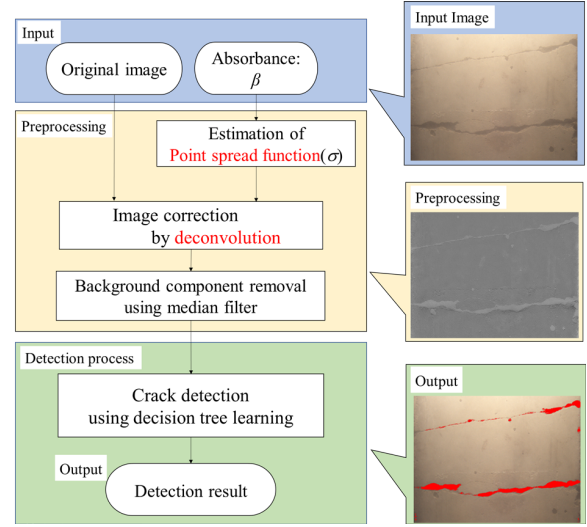 Input
Original image
Absorbance:
β
Preprocessing
Estimation of
Point spread function(σ)
Image correction
by deconvolution
Background component removal
using median filter
Detection process
Crack detection
using decision tree learning
Output
Detection result
Input Image
Preprocessing
Output